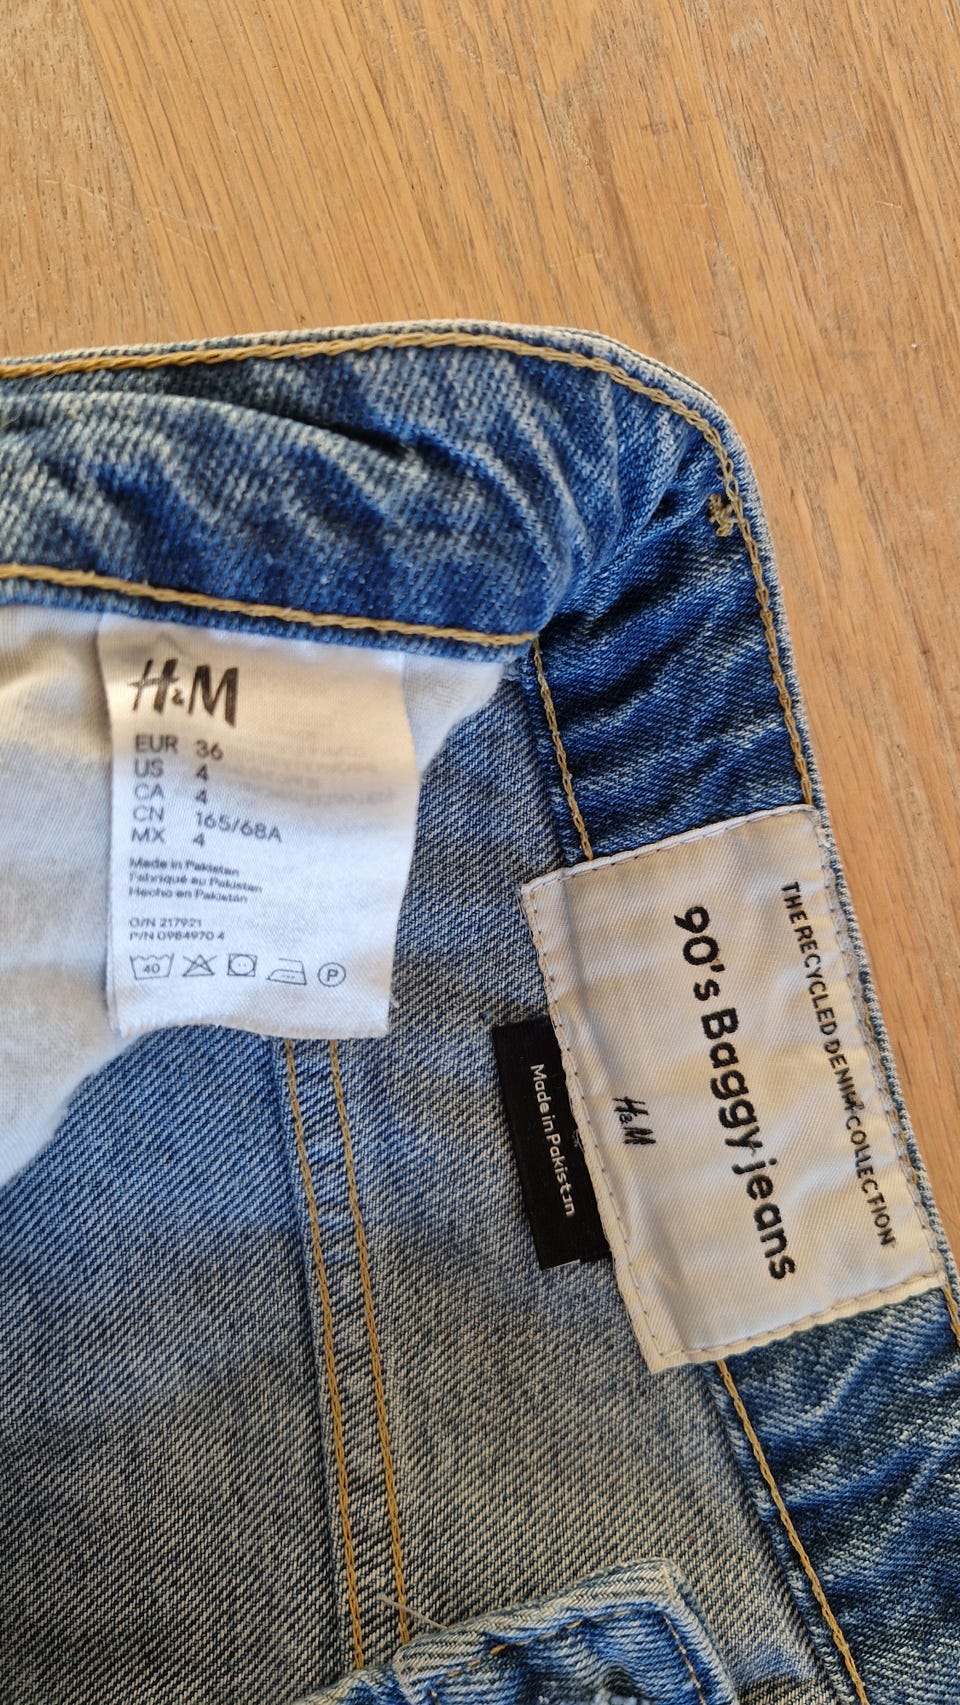 H&M
EUR 36
US 4
CA 4
CN 165/68A
MX 4
Made in Pakistan
Fabriqué au Pakistan
Hecho en Pakistán
O/N 217921
P/N 0984970 4
40
P
THE RECYCLED DENIM COLLECTION
90's Baggy jeans
H&M
Made in Pakistan